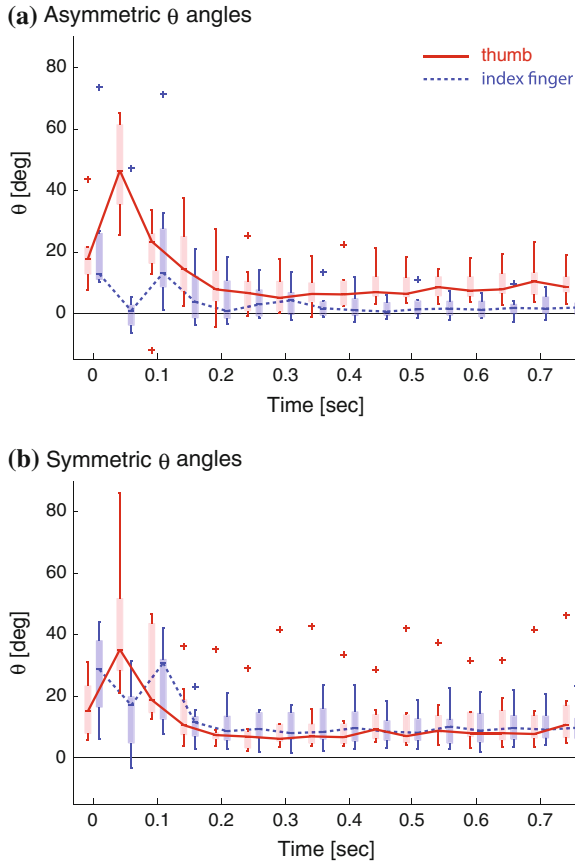 (a) Asymmetric θ angles
thumb
index finger
80
60
40
20
0
θ [deg]
0 0.1 0.2 0.3 0.4 0.5 0.6 0.7
Time [sec]
(b) Symmetric θ angles
80
60
40
20
0
θ [deg]
0 0.1 0.2 0.3 0.4 0.5 0.6 0.7
Time [sec]